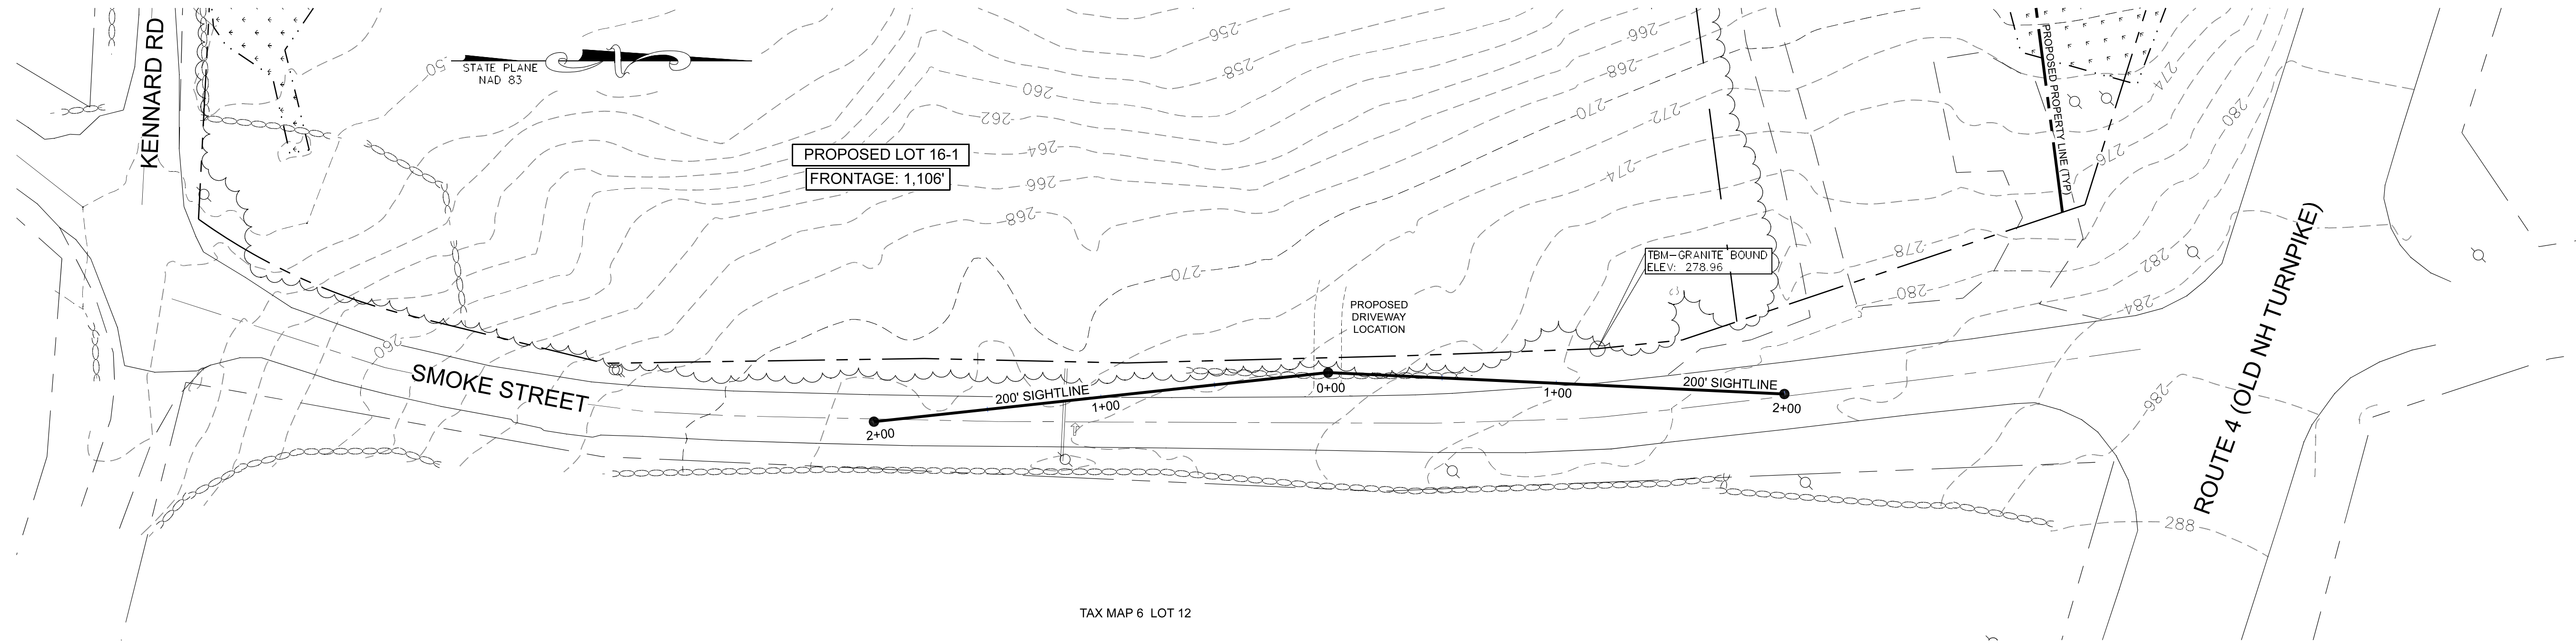 KENNARD RD
STATE PLANE
NAD 83
50
256
258
260
262
264
266
268
270
PROPOSED LOT 16-1
FRONTAGE: 1,106'
266
268
270
272
274
PROPOSED PROPERTY LINE (TYP)
274
276
278
280
280
282
284
286
288
TBM-GRANITE BOUND
ELEV: 278.96
PROPOSED
DRIVEWAY
LOCATION
260
SMOKE STREET
200' SIGHTLINE
2+00
1+00
0+00
1+00
200' SIGHTLINE
2+00
ROUTE 4 (OLD NH TURNPIKE)
TAX MAP 6 LOT 12